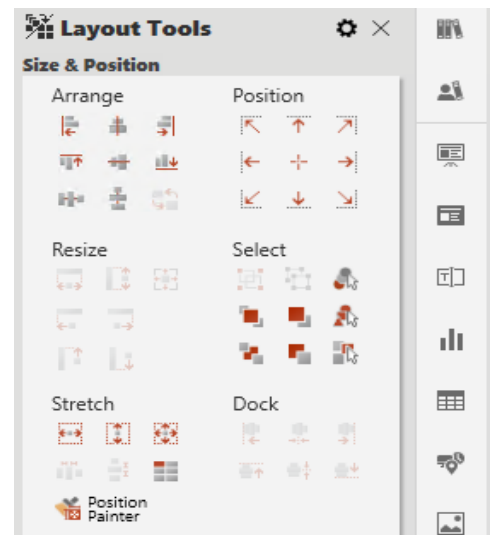 Layout Tools
Size & Position
Arrange
Position
Resize
Select
Stretch
Dock
Position
Painter